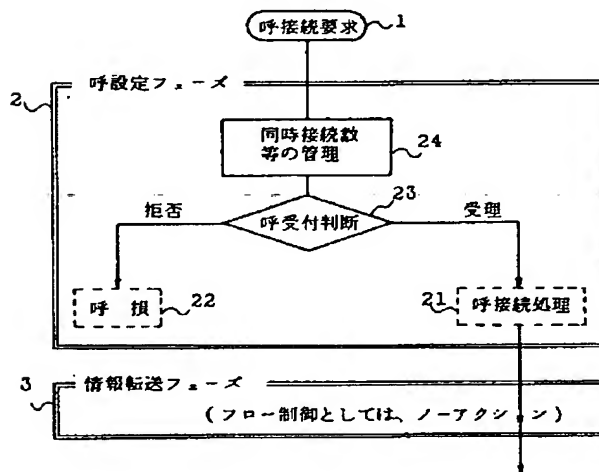 呼接続要求
1
2
呼設定フェーズ
同時接続数
等の管理
24
呼受付判断
23
拒否
受理
呼 損
22
21
呼接続処理
3
情報転送フェーズ
(フロー制御としては、ノーアクション)